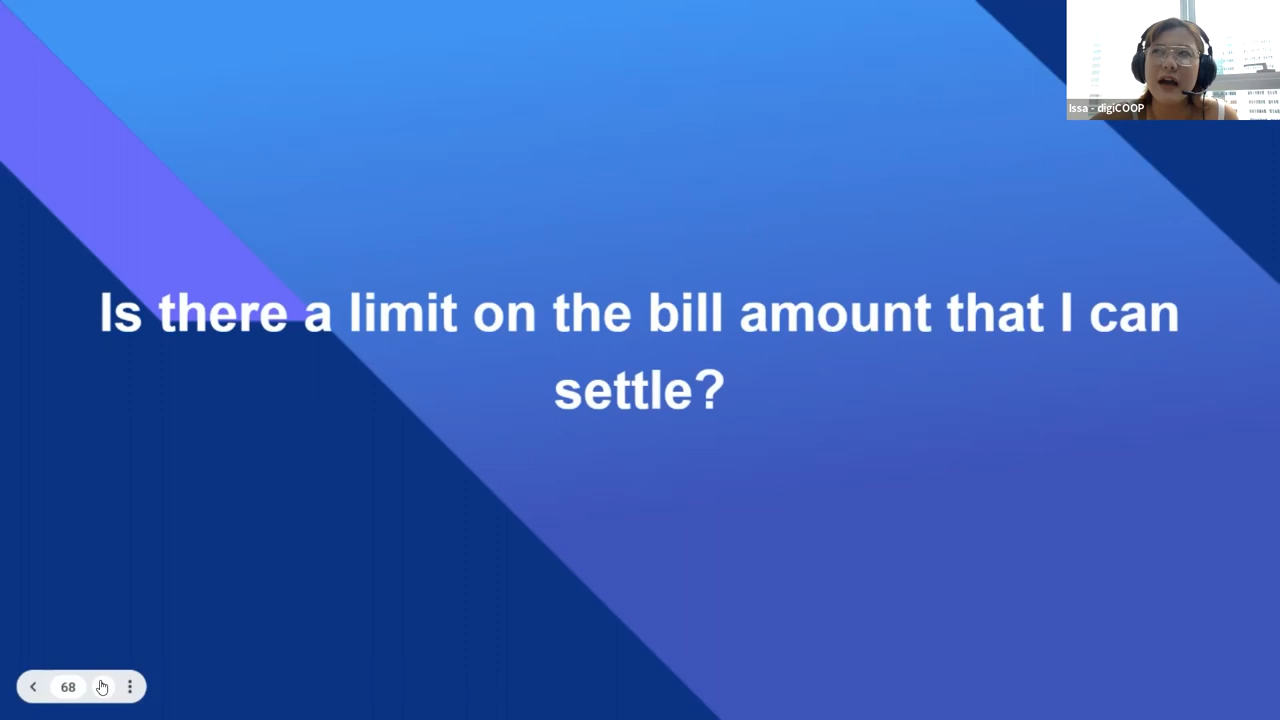 Issa - digiCOOP
Is there a limit on the bill amount that I can
settle?
68